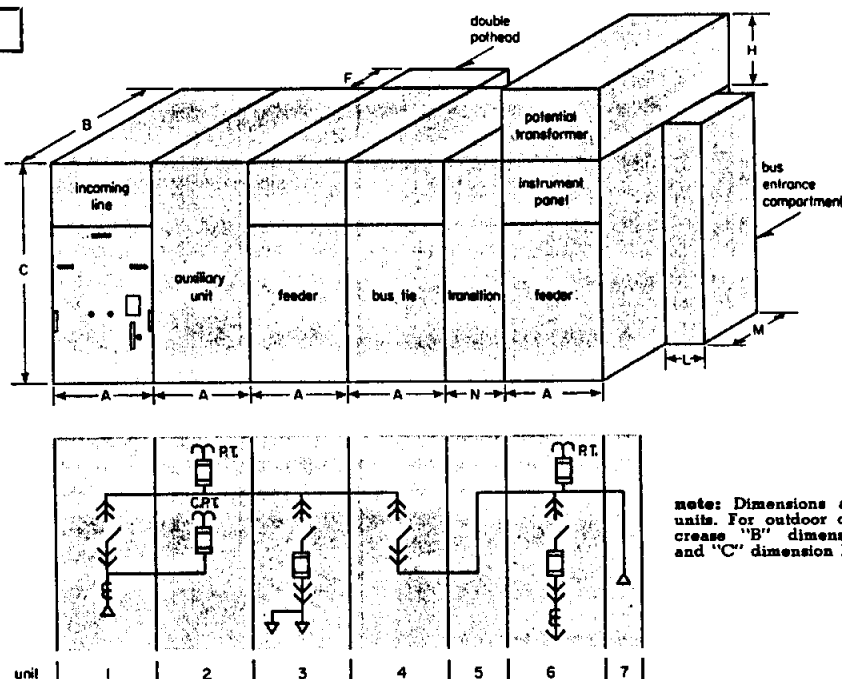 double
pothead
F
H
B
potential
transformer
incoming
line
instrument
panel
bus
entrance
compartment
C
auxiliary
unit
feeder
bus tie
transition
feeder
M
L
A A A A N A
P.T. P.T.
C.P.T.
note: Dimensions
units. For outdoor
crease "B"
and "C" dimension
unit 1 2 3 4 5 6 7